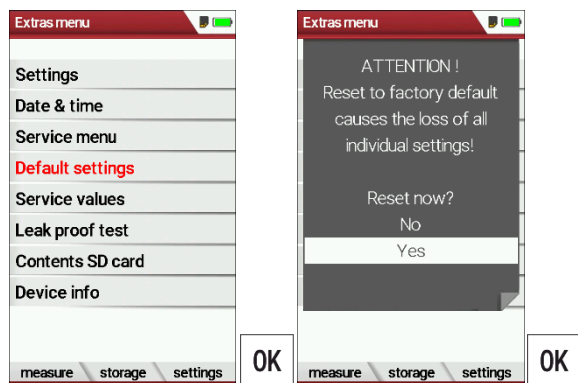 Extras menu
Settings
Date & time
Service menu
Default settings
Service values
Leak proof test
Contents SD card
Device info
measure storage settings
OK
Extras menu
ATTENTION !
Reset to factory default
causes the loss of all
individual settings!
Reset now?
No
Yes
measure storage settings
OK